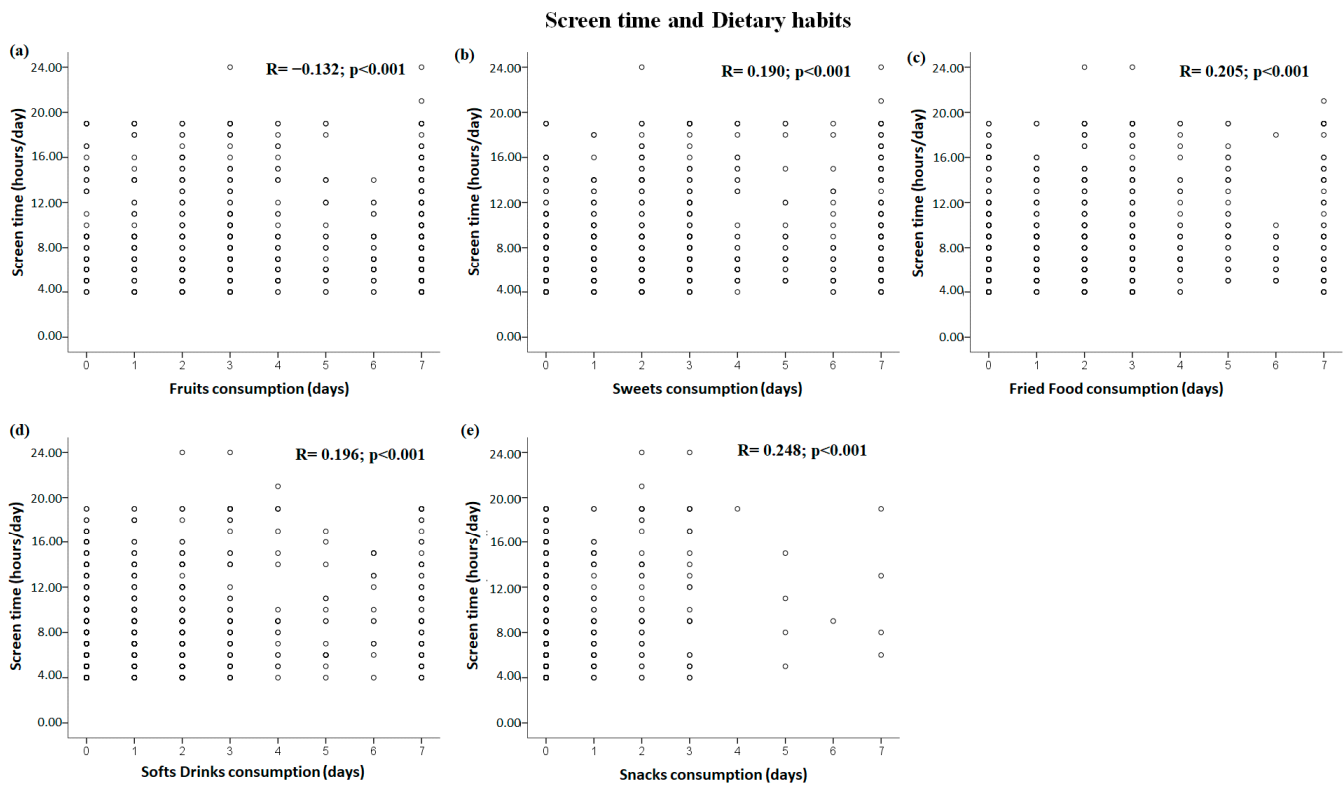 Screen time and Dietary habits
(a)
R= −0.132; p<0.001
24.00
20.00
16.00
12.00
8.00
4.00
0.00
Screen time (hours/day)
0 1 2 3 4 5 6 7
Fruits consumption (days)
(b)
R= 0.190; p<0.001
24.00
20.00
16.00
12.00
8.00
4.00
0.00
Screen time (hours/day)
0 1 2 3 4 5 6 7
Sweets consumption (days)
(c)
R= 0.205; p<0.001
24.00
20.00
16.00
12.00
8.00
4.00
0.00
Screen time (hours/day)
0 1 2 3 4 5 6 7
Fried Food consumption (days)
(d)
R= 0.196; p<0.001
24.00
20.00
16.00
12.00
8.00
4.00
0.00
Screen time (hours/day)
0 1 2 3 4 5 6 7
Softs Drinks consumption (days)
(e)
R= 0.248; p<0.001
24.00
20.00
16.00
12.00
8.00
4.00
0.00
Screen time (hours/day)
0 1 2 3 4 5 6 7
Snacks consumption (days)